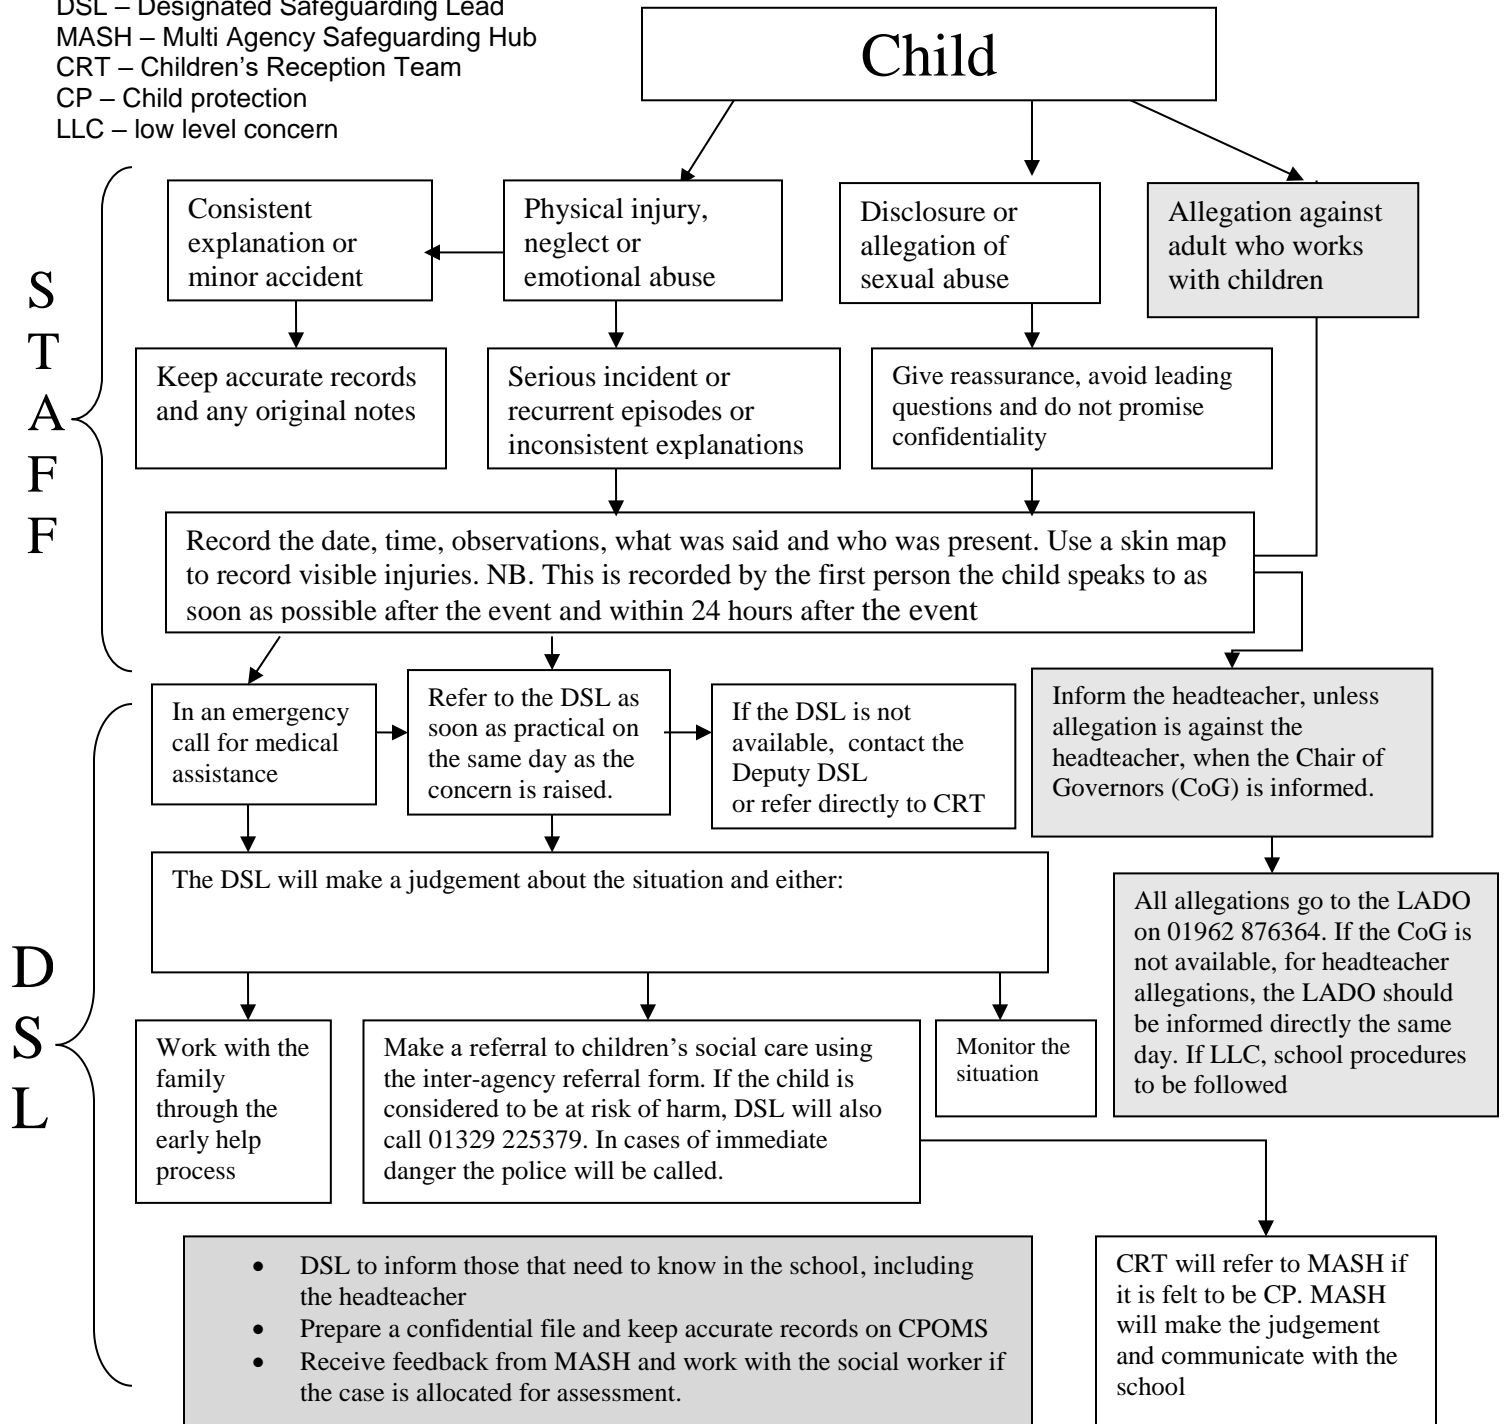 DSL – Designated Safeguarding Lead
MASH – Multi Agency Safeguarding Hub
CRT – Children's Reception Team
CP – Child protection
LLC – low level concern
Child
S
T
A
F
F
Consistent
explanation or
minor accident
Physical injury,
neglect or
emotional abuse
Disclosure or
allegation of
sexual abuse
Allegation against
adult who works
with children
Keep accurate records
and any original notes
Serious incident or
recurrent episodes or
inconsistent explanations
Give reassurance, avoid leading
questions and do not promise
confidentiality
Record the date, time, observations, what was said and who was present. Use a skin map
to record visible injuries. NB. This is recorded by the first person the child speaks to as
soon as possible after the event and within 24 hours after the event
D
S
L
In an emergency
call for medical
assistance
Refer to the DSL as
soon as practical on
the same day as the
concern is raised.
If the DSL is not
available, contact the
Deputy DSL
or refer directly to CRT
Inform the headteacher, unless
allegation is against the
headteacher, when the Chair of
Governors (CoG) is informed.
The DSL will make a judgement about the situation and either:
All allegations go to the LADO
on 01962 876364. If the CoG is
not available, for headteacher
allegations, the LADO should
be informed directly the same
day. If LLC, school procedures
to be followed
Work with the
family
through the
early help
process
Make a referral to children's social care using
the inter-agency referral form. If the child is
considered to be at risk of harm, DSL will also
call 01329 225379. In cases of immediate
danger the police will be called.
Monitor the
situation
• DSL to inform those that need to know in the school, including
the headteacher
• Prepare a confidential file and keep accurate records on CPOMS
• Receive feedback from MASH and work with the social worker if
the case is allocated for assessment.
CRT will refer to MASH if
it is felt to be CP. MASH
will make the judgement
and communicate with the
school